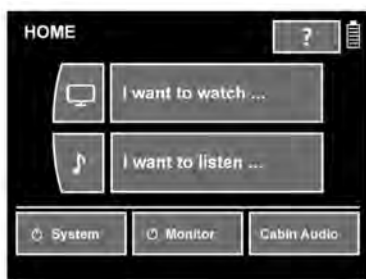 HOME
?
I want to watch ...
I want to listen ...
System
Monitor
Cabin Audio